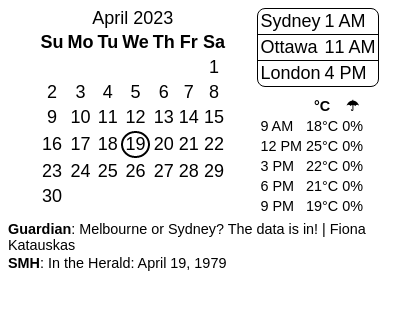 April 2023
Su Mo Tu We Th Fr Sa
1
2 3 4 5 6 7 8
9 10 11 12 13 14 15
16 17 18 19 20 21 22
23 24 25 26 27 28 29
30
Sydney 1 AM
Ottawa 11 AM
London 4 PM
°C ☂
9 AM 18°C 0%
12 PM 25°C 0%
3 PM 22°C 0%
6 PM 21°C 0%
9 PM 19°C 0%
Guardian: Melbourne or Sydney? The data is in! | Fiona
Katauskas
SMH: In the Herald: April 19, 1979